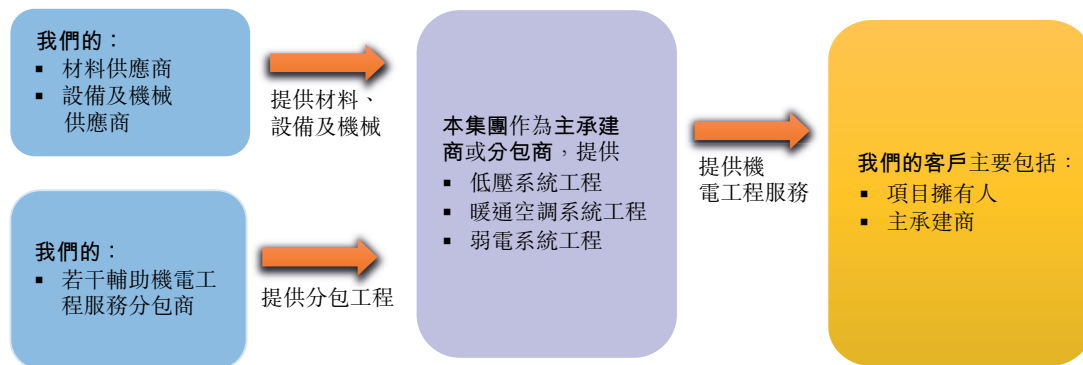 我們的：
▪ 材料供應商
▪ 設備及機械
供應商
提供材料、
設備及機械
我們的：
▪ 若干輔助機電工
程服務分包商
提供分包工程
本集團作為主承建
商或分包商，提供
▪ 低壓系統工程
▪ 暖通空調系統工程
▪ 弱電系統工程
提供機
電工程服務
我們的客戶主要包括：
▪ 項目擁有人
▪ 主承建商